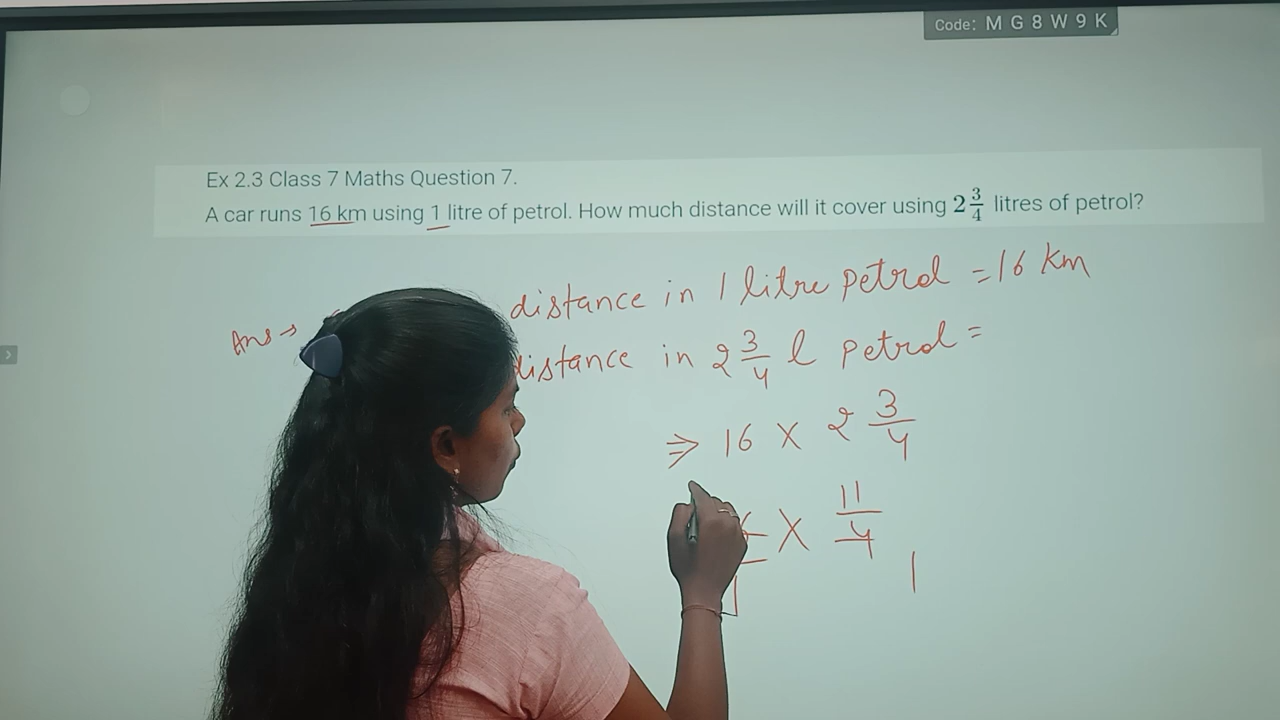 Code: M G 8 W 9 K
Ex 2.3 Class 7 Maths Question 7.
A car runs 16 km using 1 litre of petrol. How much distance will it cover using 2 3/4 litres of petrol?
distance in 1 litre petrol = 16 km
Ans →
distance in 2 3/4 l petrol =
⇒ 16 X 2 3/4
X 11/4
1
1